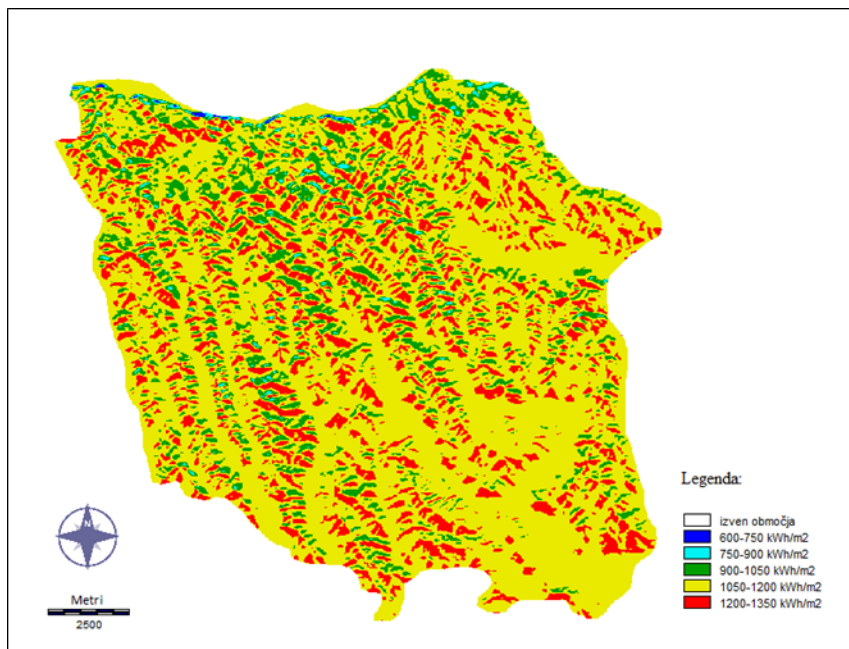 N
Metri
2500
Legenda:
izven območja
600-750 kWh/m2
750-900 kWh/m2
900-1050 kWh/m2
1050-1200 kWh/m2
1200-1350 kWh/m2